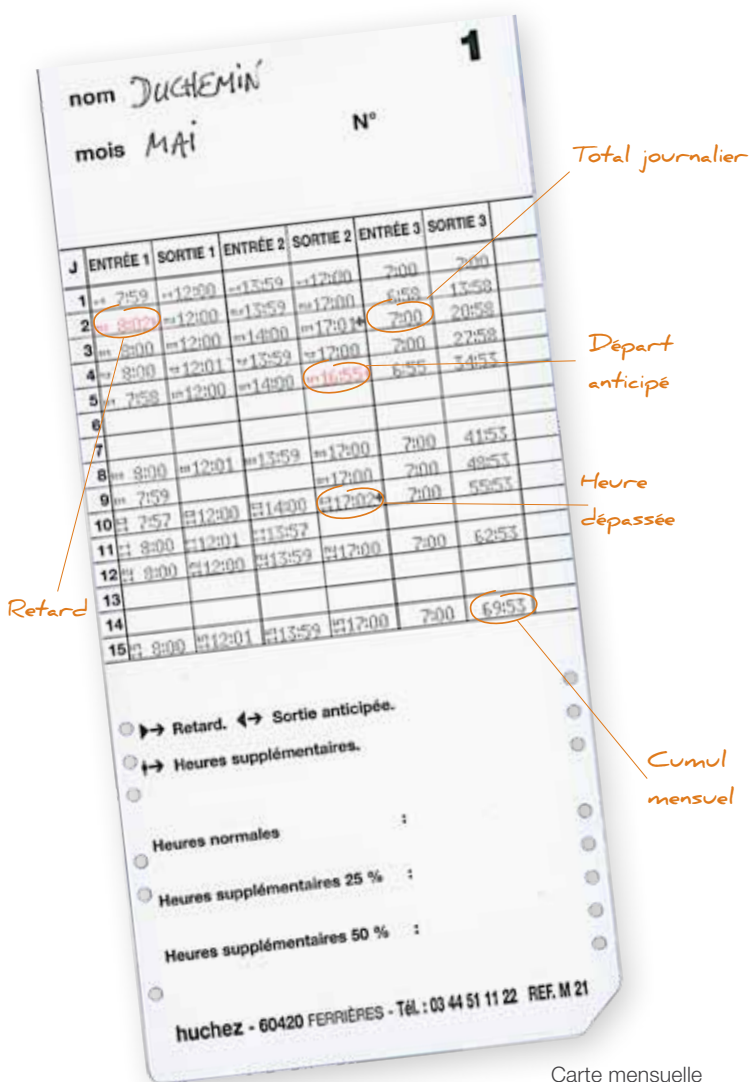 1
nom DUCHEMIN
mois MAI N°
Total journalier
J ENTRÉE 1 SORTIE 1 ENTRÉE 2 SORTIE 2 ENTRÉE 3 SORTIE 3
1 7:59 12:00 13:59 17:00 7:00 7:00
2 8:02 12:00 13:59 17:00 6:58 13:58
3 8:00 12:00 14:00 17:01 7:00 20:58
4 8:00 12:01 13:59 17:00 7:00 27:58
5 7:58 12:00 14:00 16:55 6:55 34:53
6
7
8 8:00 12:01 13:59 17:00 7:00 41:53
9 7:59 17:00 7:00 48:53
10 7:57 12:00 14:00 17:02 7:00 55:53
11 8:00 12:01 13:57
12 8:00 12:00 13:59 17:00 7:00 62:53
13
14
15 8:00 12:01 13:59 17:00 7:00 69:53
Départ
anticipé
Heure
dépassée
Retard
Cumul
mensuel
Retard. Sortie anticipée.
Heures supplémentaires.
Heures normales :
Heures supplémentaires 25 % :
Heures supplémentaires 50 % :
huchez - 60420 FERRIÈRES - Tél. : 03 44 51 11 22 REF. M 21
Carte mensuelle